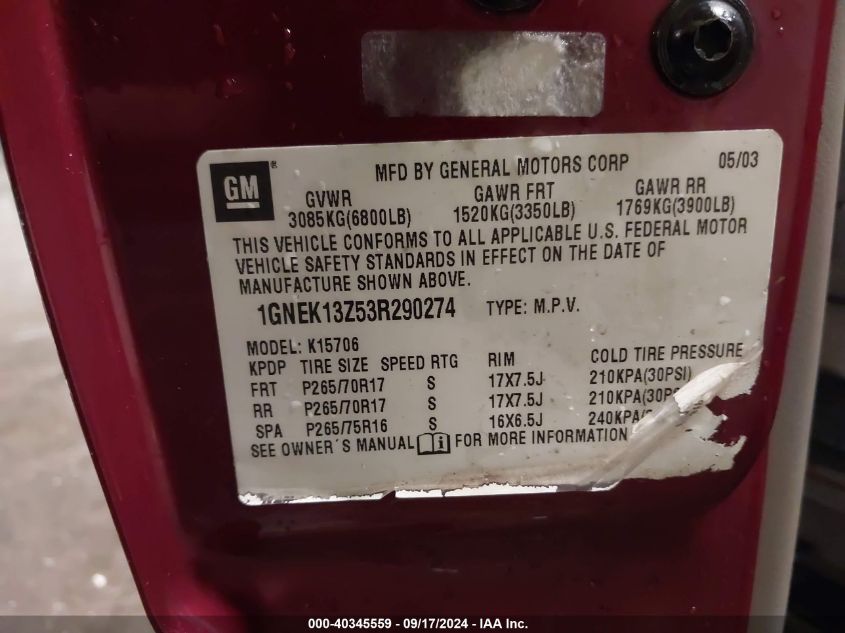 GM ® MFD BY GENERAL MOTORS CORP 05/03
GVWR GAWR FRT GAWR RR
3085KG(6800LB) 1520KG(3350LB) 1769KG(3900LB)
THIS VEHICLE CONFORMS TO ALL APPLICABLE U.S. FEDERAL MOTOR
VEHICLE SAFETY STANDARDS IN EFFECT ON THE DATE OF
MANUFACTURE SHOWN ABOVE.
1GNEK13Z53R290274 TYPE: M.P.V.
MODEL: K15706
KPDP TIRE SIZE SPEED RTG RIM COLD TIRE PRESSURE
FRT P265/70R17 S 17X7.5J 210KPA(30PSI)
RR P265/70R17 S 17X7.5J 210KPA(30
SPA P265/75R16 S 16X6.5J 240KPA(
SEE OWNER´S MANUAL i FOR MORE INFORMATION
000-40345559 - 09/17/2024 - IAA Inc.